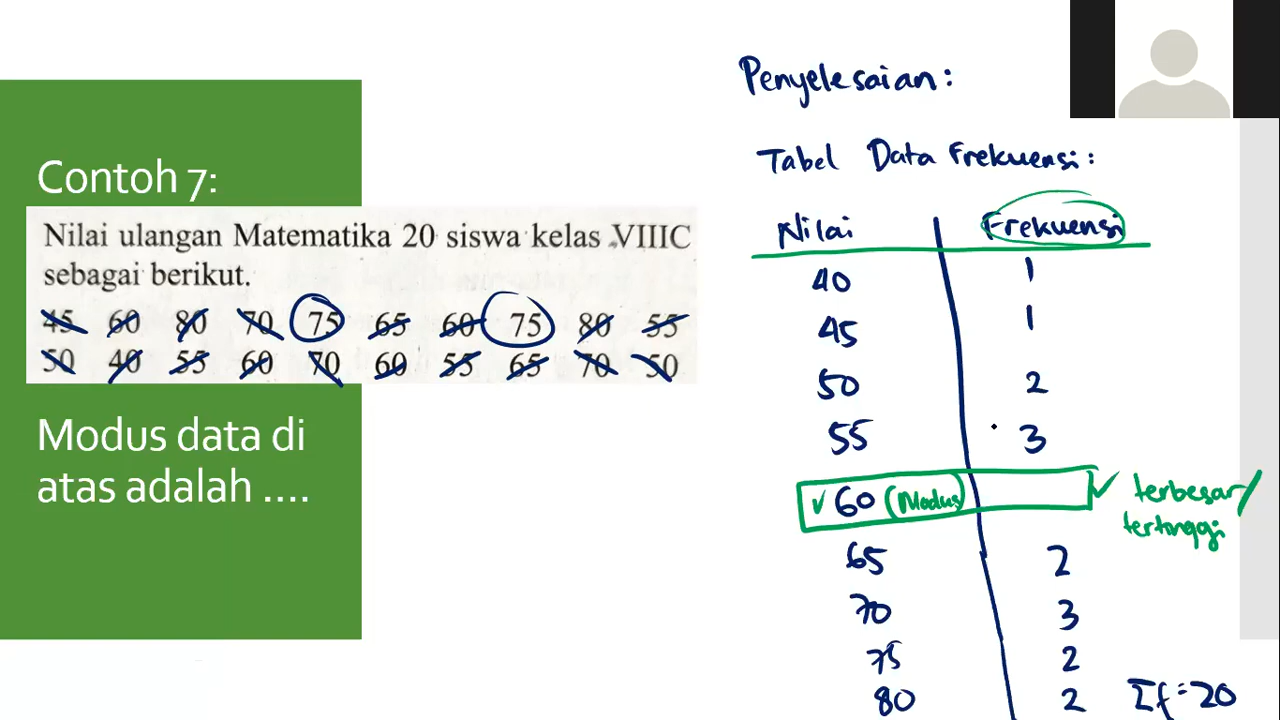 Contoh 7:
Nilai ulangan Matematika 20 siswa kelas VIIIC
sebagai berikut.
45 60 80 70 75 65 60 75 80 55
50 40 55 60 70 60 55 65 70 50
Modus data di
atas adalah ....
Penyelesaian:
Tabel Data Frekuensi:
Nilai Frekuensi
40 1
45 1
50 2
55 3
✓ 60 (Modus) ✓ terbesar/
tertinggi
65 2
70 3
75 2
80 2 Σf = 20